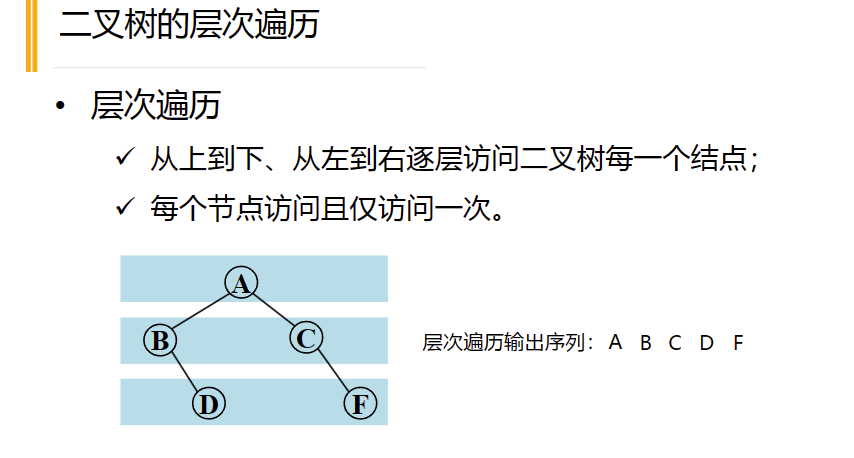 二叉树的层次遍历
• 层次遍历
✓ 从上到下、从左到右逐层访问二叉树每一个结点；
✓ 每个节点访问且仅访问一次。
A
B C
层次遍历输出序列：A B C D F
D F